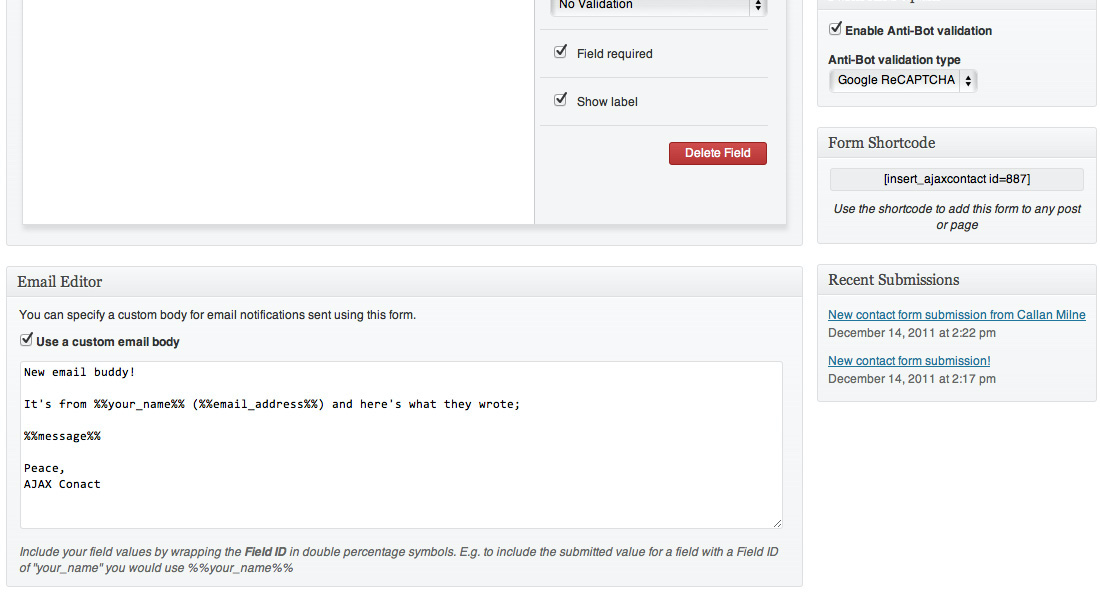 No Validation
Field required
Show label
Delete Field
Email Editor
You can specify a custom body for email notifications sent using this form.
Use a custom email body
New email buddy!
It's from %%your_name%% (%%email_address%%) and here's what they wrote;
%%message%%
Peace,
AJAX Conact
Include your field values by wrapping the Field ID in double percentage symbols. E.g. to include the submitted value for a field with a Field ID
of "your_name" you would use %%your_name%%
Enable Anti-Bot validation
Anti-Bot validation type
Google ReCAPTCHA
Form Shortcode
[insert_ajaxcontact id=887]
Use the shortcode to add this form to any post
or page
Recent Submissions
New contact form submission from Callan Milne
December 14, 2011 at 2:22 pm
New contact form submission!
December 14, 2011 at 2:17 pm